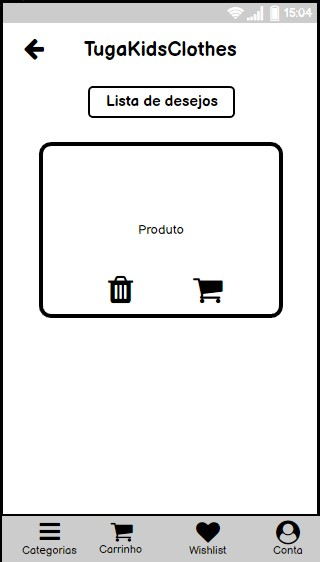 15:04
TugaKidsClothes
Lista de desejos
Produto
Categorias Carrinho Wishlist Conta